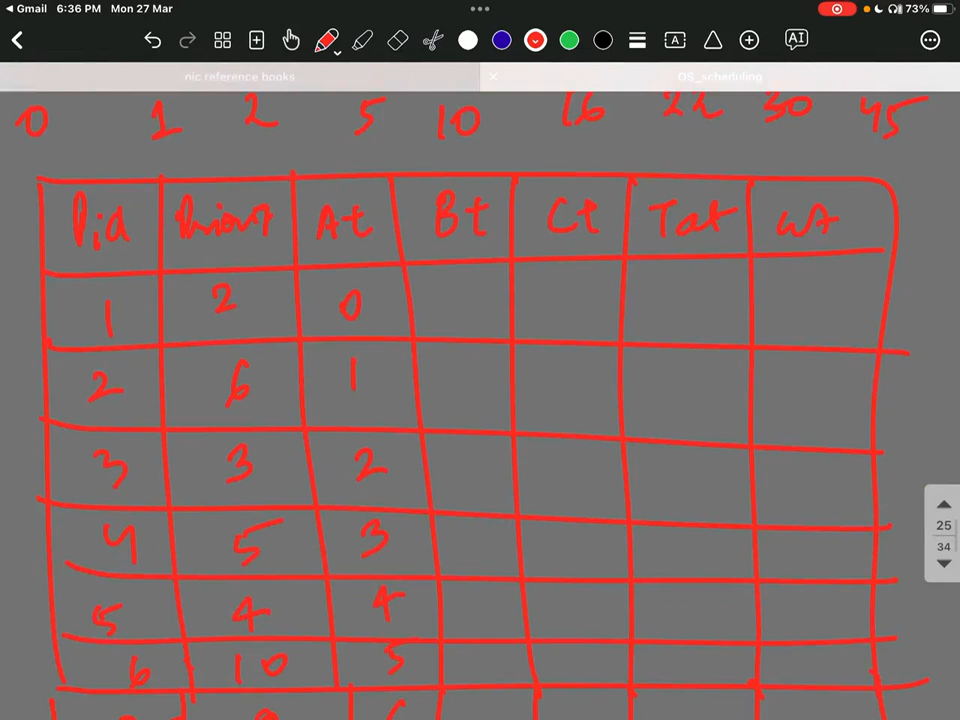 Gmail 6:36 PM Mon 27 Mar 73%
A AI
nic reference books OS_scheduling
0 1 2 5 10 16 22 30 45
Pid Priort At Bt Ct Tat wt
1 2 0
2 6 1
3 3 2
4 5 3
5 4 4
6 10 5
25
34